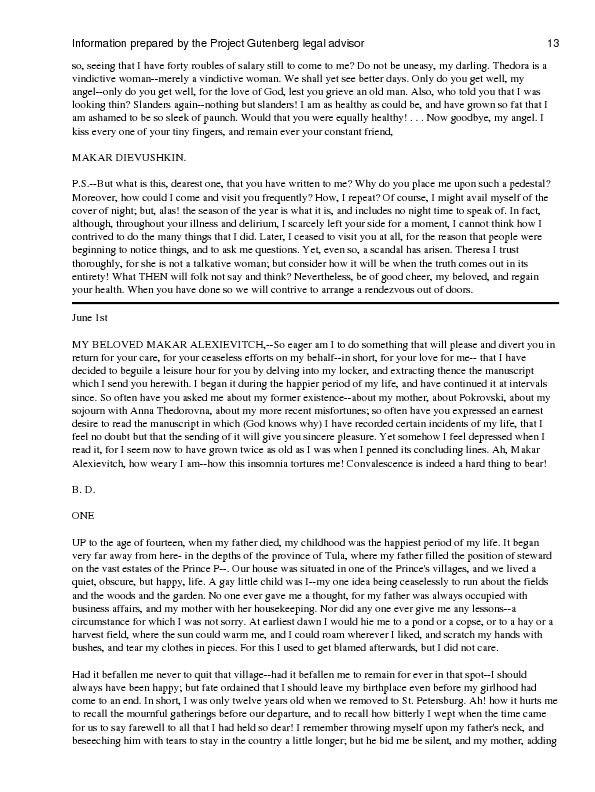 Information prepared by the Project Gutenberg legal advisor 13
so, seeing that I have forty roubles of salary still to come to me? Do not be uneasy, my darling. Thedora is a
vindictive woman--merely a vindictive woman. We shall yet see better days. Only do you get well, my
angel--only do you get well, for the love of God, lest you grieve an old man. Also, who told you that I was
looking thin? Slanders again--nothing but slanders! I am as healthy as could be, and have grown so fat that I
am ashamed to be so sleek of paunch. Would that you were equally healthy! . . . Now goodbye, my angel. I
kiss every one of your tiny fingers, and remain ever your constant friend,
MAKAR DIEVUSHKIN.
P.S.--But what is this, dearest one, that you have written to me? Why do you place me upon such a pedestal?
Moreover, how could I come and visit you frequently? How, I repeat? Of course, I might avail myself of the
cover of night; but, alas! the season of the year is what it is, and includes no night time to speak of. In fact,
although, throughout your illness and delirium, I scarcely left your side for a moment, I cannot think how I
contrived to do the many things that I did. Later, I ceased to visit you at all, for the reason that people were
beginning to notice things, and to ask me questions. Yet, even so, a scandal has arisen. Theresa I trust
thoroughly, for she is not a talkative woman; but consider how it will be when the truth comes out in its
entirety! What THEN will folk not say and think? Nevertheless, be of good cheer, my beloved, and regain
your health. When you have done so we will contrive to arrange a rendezvous out of doors.
June 1st
MY BELOVED MAKAR ALEXIEVITCH,--So eager am I to do something that will please and divert you in
return for your care, for your ceaseless efforts on my behalf--in short, for your love for me-- that I have
decided to beguile a leisure hour for you by delving into my locker, and extracting thence the manuscript
which I send you herewith. I began it during the happier period of my life, and have continued it at intervals
since. So often have you asked me about my former existence--about my mother, about Pokrovski, about my
sojourn with Anna Thedorovna, about my more recent misfortunes; so often have you expressed an earnest
desire to read the manuscript in which (God knows why) I have recorded certain incidents of my life, that I
feel no doubt but that the sending of it will give you sincere pleasure. Yet somehow I feel depressed when I
read it, for I seem now to have grown twice as old as I was when I penned its concluding lines. Ah, Makar
Alexievitch, how weary I am--how this insomnia tortures me! Convalescence is indeed a hard thing to bear!
B. D.
ONE
UP to the age of fourteen, when my father died, my childhood was the happiest period of my life. It began
very far away from here- in the depths of the province of Tula, where my father filled the position of steward
on the vast estates of the Prince P--. Our house was situated in one of the Prince's villages, and we lived a
quiet, obscure, but happy, life. A gay little child was I--my one idea being ceaselessly to run about the fields
and the woods and the garden. No one ever gave me a thought, for my father was always occupied with
business affairs, and my mother with her housekeeping. Nor did any one ever give me any lessons--a
circumstance for which I was not sorry. At earliest dawn I would hie me to a pond or a copse, or to a hay or a
harvest field, where the sun could warm me, and I could roam wherever I liked, and scratch my hands with
bushes, and tear my clothes in pieces. For this I used to get blamed afterwards, but I did not care.
Had it befallen me never to quit that village--had it befallen me to remain for ever in that spot--I should
always have been happy; but fate ordained that I should leave my birthplace even before my girlhood had
come to an end. In short, I was only twelve years old when we removed to St. Petersburg. Ah! how it hurts me
to recall the mournful gatherings before our departure, and to recall how bitterly I wept when the time came
for us to say farewell to all that I had held so dear! I remember throwing myself upon my father's neck, and
beseeching him with tears to stay in the country a little longer; but he bid me be silent, and my mother, adding